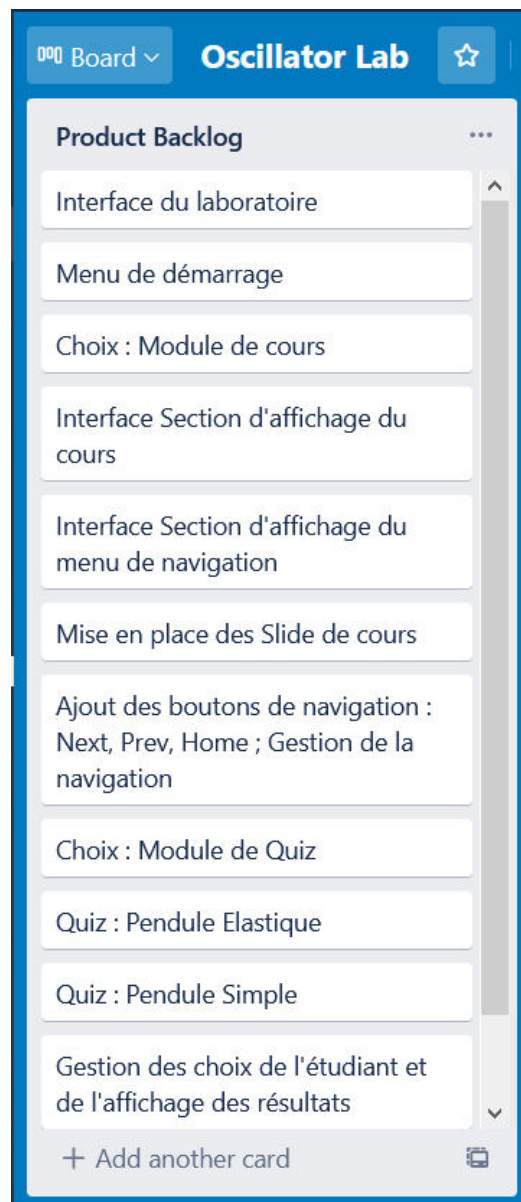 Board Oscillator Lab
Product Backlog
Interface du laboratoire
Menu de démarrage
Choix : Module de cours
Interface Section d'affichage du
cours
Interface Section d'affichage du
menu de navigation
Mise en place des Slide de cours
Ajout des boutons de navigation :
Next, Prev, Home ; Gestion de la
navigation
Choix : Module de Quiz
Quiz : Pendule Elastique
Quiz : Pendule Simple
Gestion des choix de l'étudiant et
de l'affichage des résultats
+ Add another card